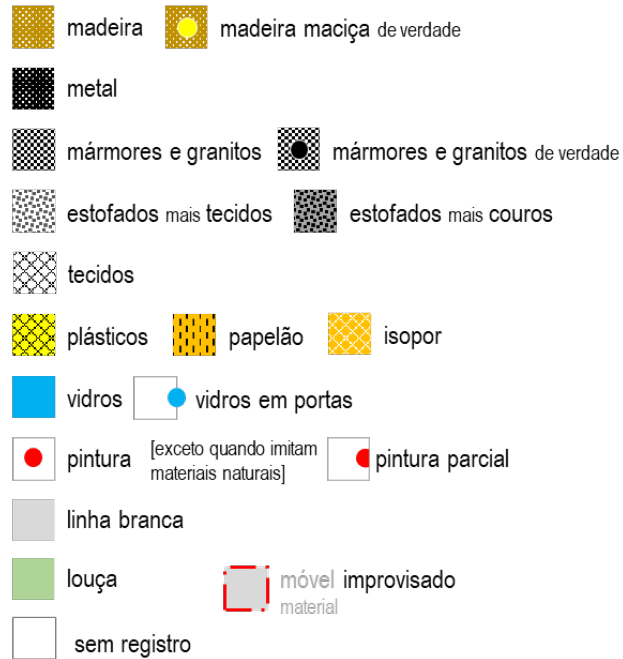 madeira madeira maciça de verdade
metal
mármores e granitos mármores e granitos de verdade
estofados mais tecidos estofados mais couros
tecidos
plásticos papelão isopor
vidros vidros em portas
pintura [exceto quando imitam
materiais naturais] pintura parcial
linha branca
louça móvel improvisado
material
sem registro